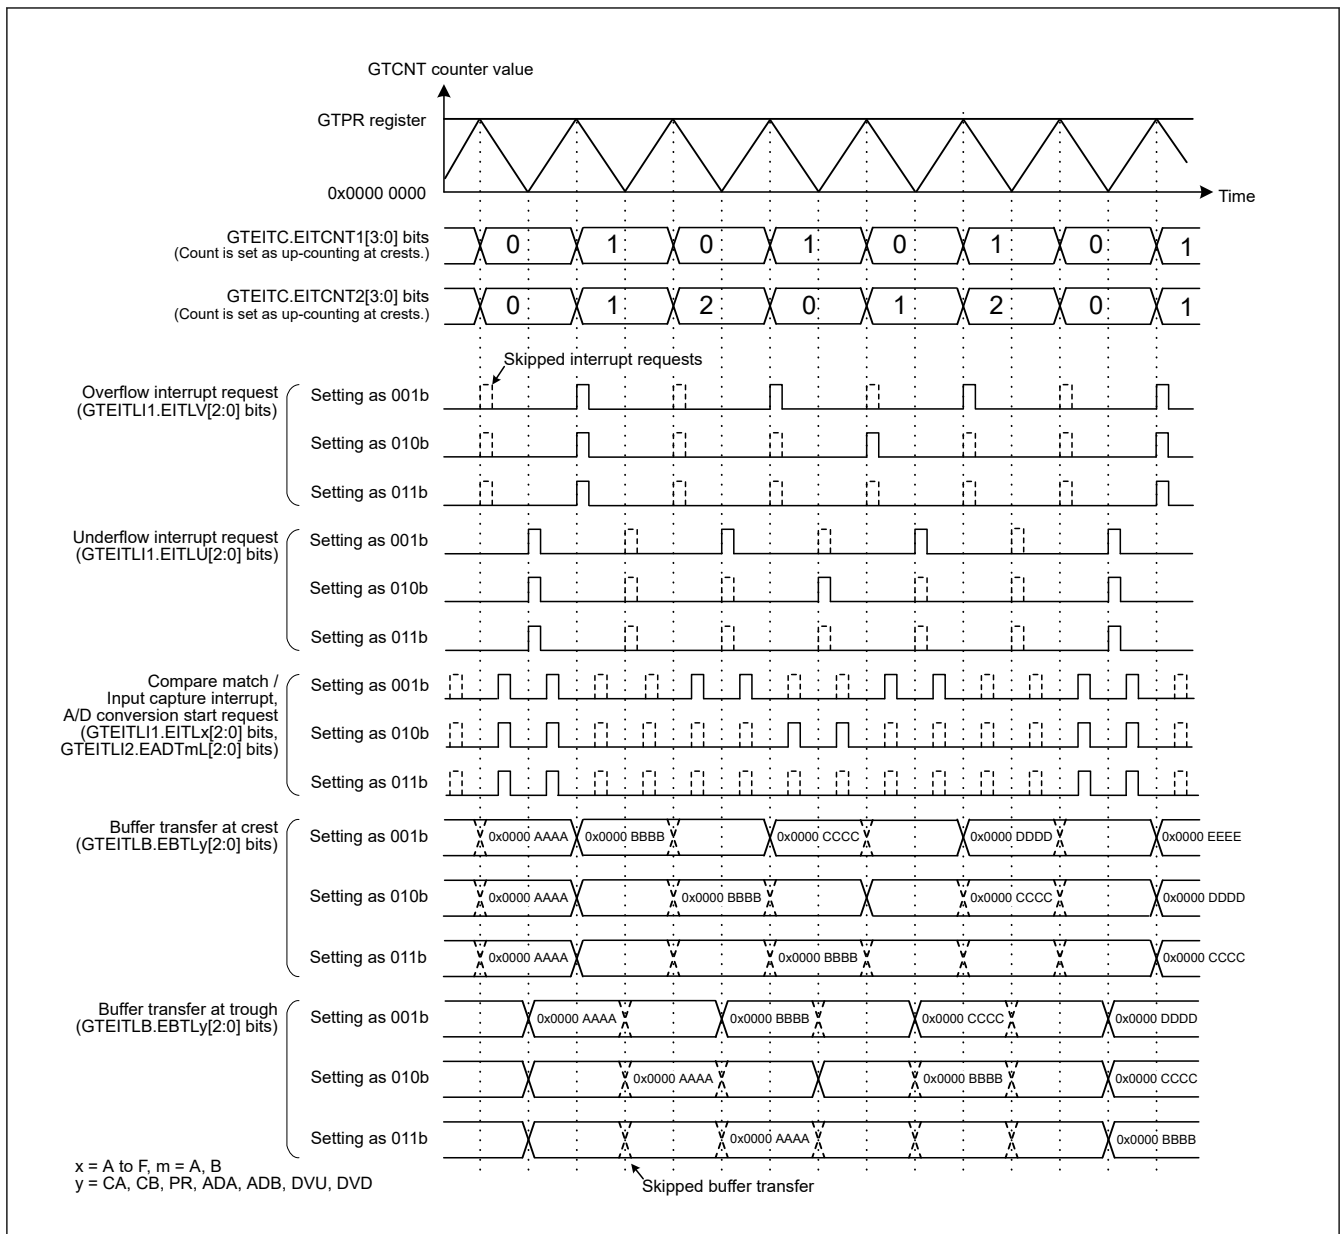 GTCNT counter value
GTPR register
0x0000 0000
Time
GTEITC.EITCNT1[3:0] bits
(Count is set as up-counting at crests.)
0 1 0 1 0 1 0 1
GTEITC.EITCNT2[3:0] bits
(Count is set as up-counting at crests.)
0 1 2 0 1 2 0 1
Skipped interrupt requests
Overflow interrupt request
(GTEITLI1.EITLV[2:0] bits)
Setting as 001b
Setting as 010b
Setting as 011b
Underflow interrupt request
(GTEITLI1.EITLU[2:0] bits)
Setting as 001b
Setting as 010b
Setting as 011b
Compare match /
Input capture interrupt,
A/D conversion start request
(GTEITLI1.EITLx[2:0] bits,
GTEITLI2.EADTmL[2:0] bits)
Setting as 001b
Setting as 010b
Setting as 011b
Buffer transfer at crest
(GTEITLB.EBTLy[2:0] bits)
Setting as 001b 0x0000 AAAA 0x0000 BBBB 0x0000 CCCC 0x0000 DDDD 0x0000 EEEE
Setting as 010b 0x0000 AAAA 0x0000 BBBB 0x0000 CCCC 0x0000 DDDD
Setting as 011b 0x0000 AAAA 0x0000 BBBB 0x0000 CCCC
Buffer transfer at trough
(GTEITLB.EBTLy[2:0] bits)
Setting as 001b 0x0000 AAAA 0x0000 BBBB 0x0000 CCCC 0x0000 DDDD
Setting as 010b 0x0000 AAAA 0x0000 BBBB 0x0000 CCCC
Setting as 011b 0x0000 AAAA 0x0000 BBBB
x = A to F, m = A, B
y = CA, CB, PR, ADA, ADB, DVU, DVD
Skipped buffer transfer